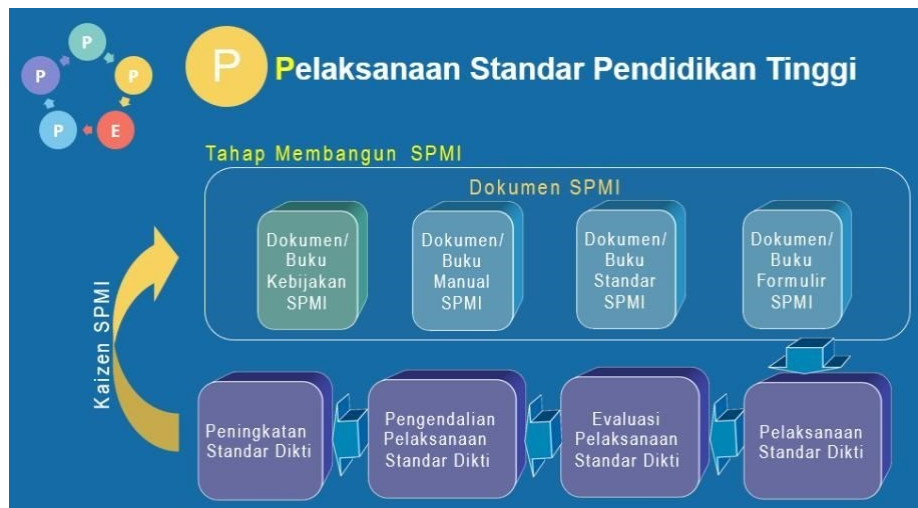 P
P
P
E
P
P
Pelaksanaan Standar Pendidikan Tinggi
Tahap Membangun SPMI
Dokumen SPMI
Dokumen/
Buku
Kebijakan
SPMI
Dokumen/
Buku
Manual
SPMI
Dokumen/
Buku
Standar
SPMI
Dokumen/
Buku
Formulir
SPMI
Kaizen SPMI
Peningkatan
Standar Dikti
Pengendalian
Pelaksanaan
Standar Dikti
Evaluasi
Pelaksanaan
Standar Dikti
Pelaksanaan
Standar Dikti